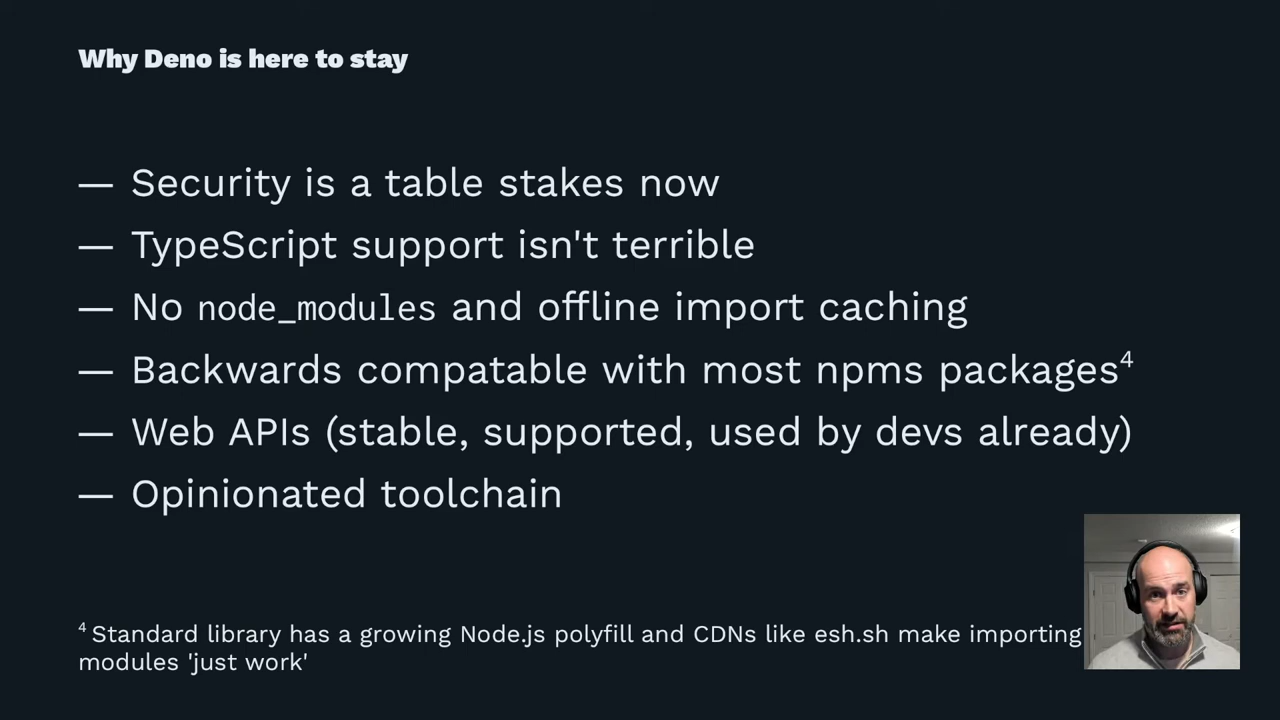 Why Deno is here to stay
— Security is a table stakes now
— TypeScript support isn't terrible
— No node_modules and offline import caching
— Backwards compatable with most npms packages⁴
— Web APIs (stable, supported, used by devs already)
— Opinionated toolchain
⁴ Standard library has a growing Node.js polyfill and CDNs like esh.sh make importing
modules 'just work'